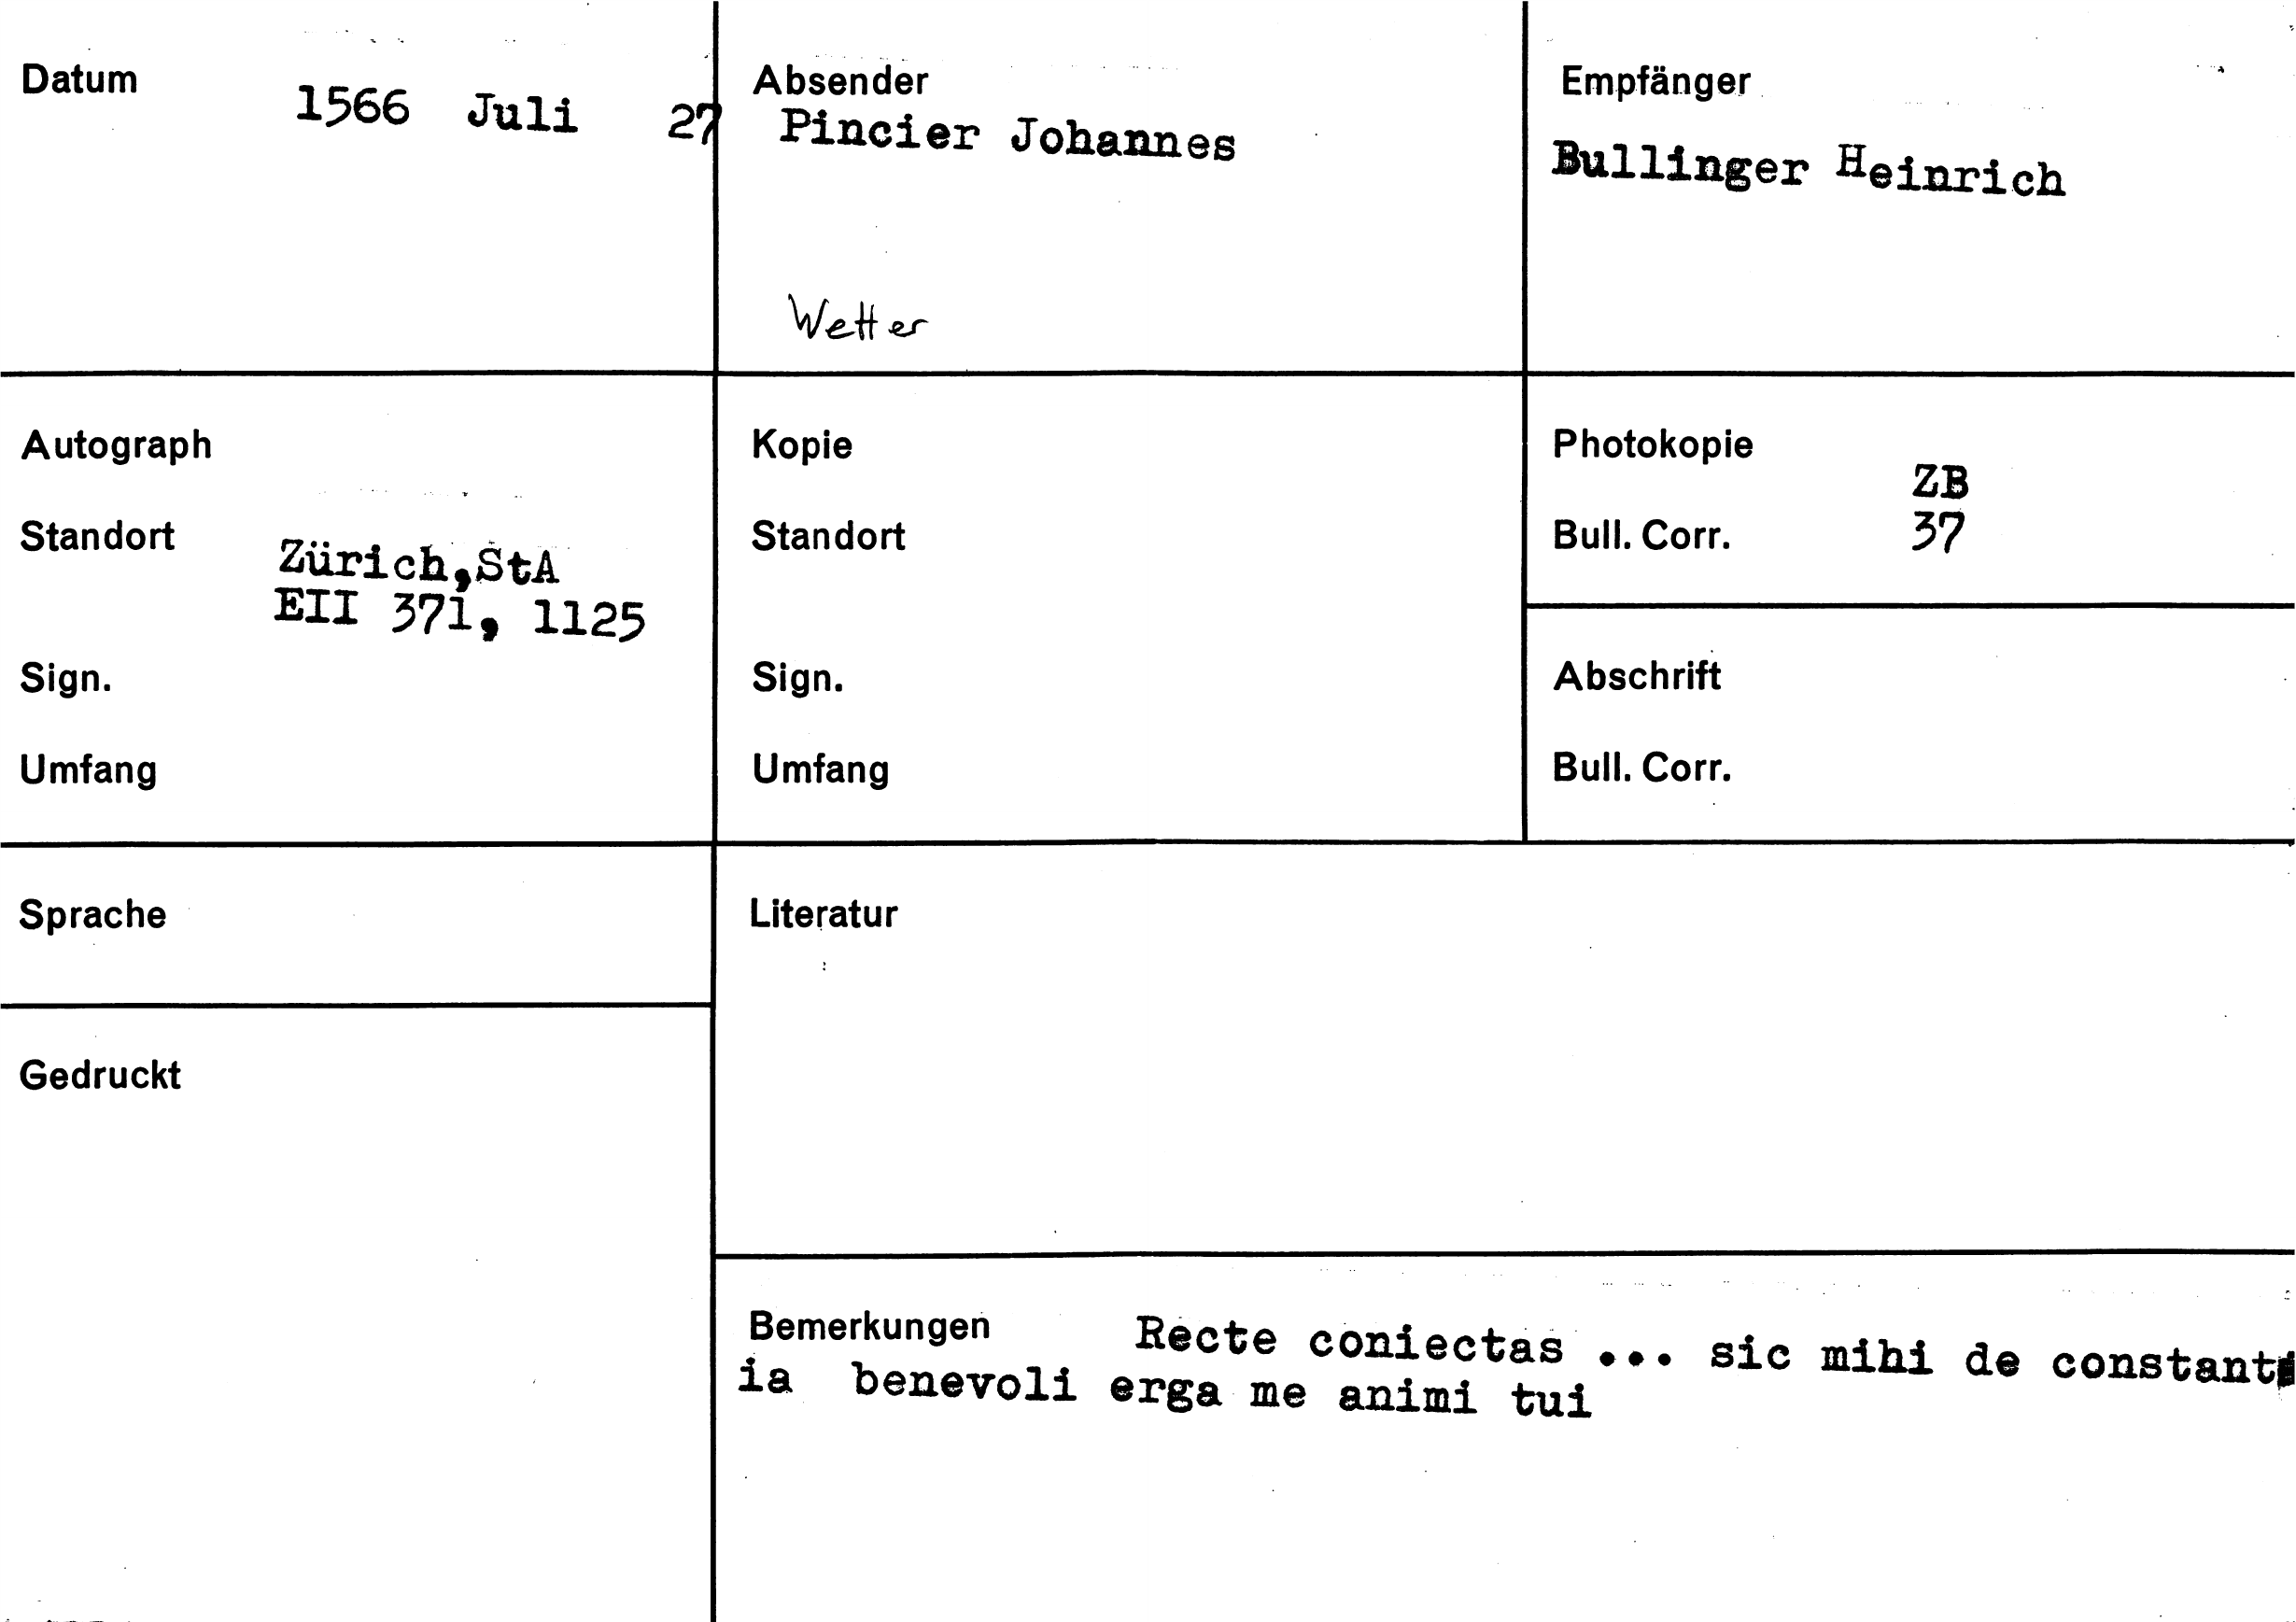 Datum
1566 Juli 27
Absender
Pincier Johannes
Wetter
Empfänger
Bullinger Heinrich
Autograph
Standort
Zürich,StA
EII 371, 1125
Sign.
Umfang
Kopie
Standort
Sign.
Umfang
Photokopie
ZB
Bull. Corr.
37
Abschrift
Bull. Corr.
Sprache
Gedruckt
Literatur
Bemerkungen Recte coniectas ... sic mihi de constant
ia benevoli erga me animi tui